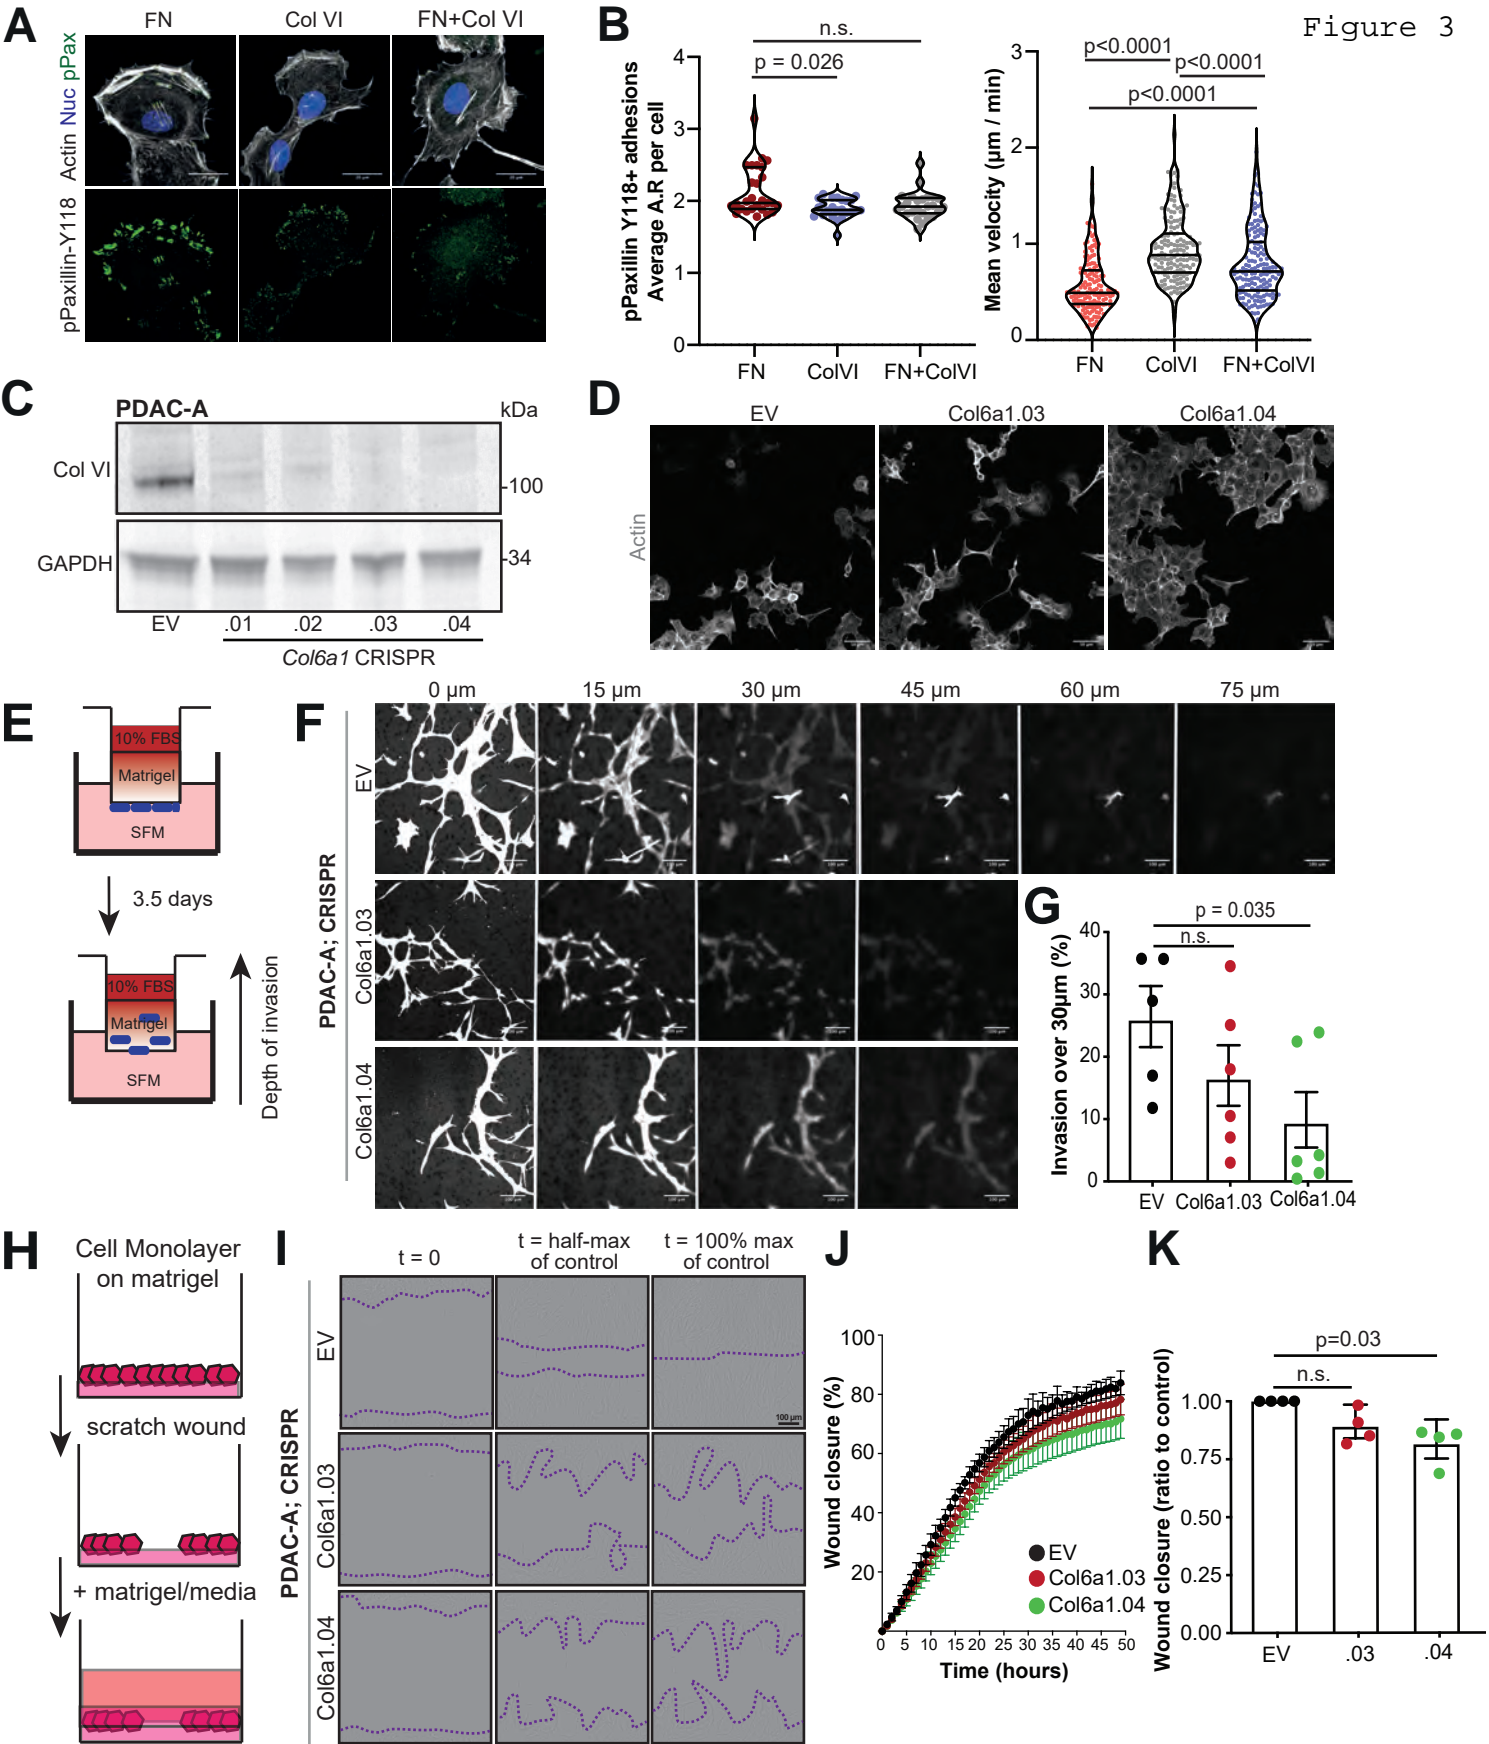 Figure 3
A
FN
Col VI
FN+Col VI
Actin Nuc pPax
pPaxillin-Y118
B
n.s.
p = 0.026
4
3
2
1
0
pPaxillin Y118+ adhesions
Average A.R per cell
FN
ColVI
FN+ColVI
p<0.0001
p<0.0001
p<0.0001
3
2
1
0
Mean velocity (µm / min)
FN
ColVI
FN+ColVI
C
PDAC-A
kDa
Col VI
-100
GAPDH
-34
EV
.01
.02
.03
.04
Col6a1 CRISPR
D
EV
Col6a1.03
Col6a1.04
Actin
E
10% FBS
Matrigel
SFM
3.5 days
10% FBS
Matrigel
SFM
Depth of invasion
F
0 µm
15 µm
30 µm
45 µm
60 µm
75 µm
PDAC-A; CRISPR
EV
Col6a1.03
Col6a1.04
G
p = 0.035
n.s.
40
30
20
10
0
Invasion over 30µm (%)
EV
Col6a1.03
Col6a1.04
H
Cell Monolayer
on matrigel
scratch wound
+ matrigel/media
I
t = 0
t = half-max
of control
t = 100% max
of control
PDAC-A; CRISPR
EV
Col6a1.03
Col6a1.04
100 µm
J
100
80
60
40
20
Wound closure (%)
0 5 10 15 20 25 30 35 40 45 50
Time (hours)
EV
Col6a1.03
Col6a1.04
K
p=0.03
n.s.
1.00
0.75
0.50
0.25
0.00
Wound closure (ratio to control)
EV
.03
.04